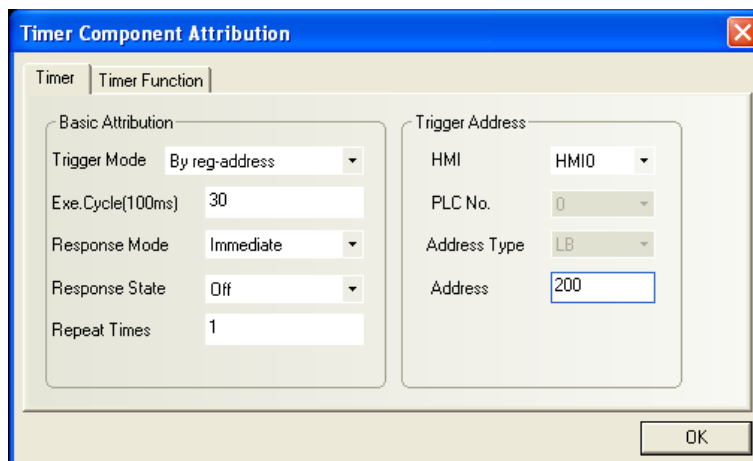 Timer Component Attribution
Timer Timer Function
Basic Attribution
Trigger Mode By reg-address
Exe.Cycle(100ms) 30
Response Mode Immediate
Response State Off
Repeat Times 1
Trigger Address
HMI HMI0
PLC No. 0
Address Type LB
Address 200
OK